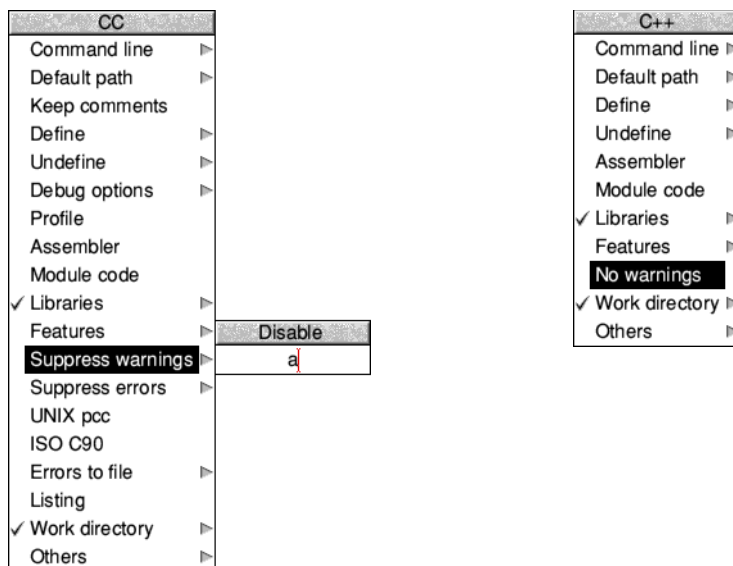 CC
Command line
Default path
Keep comments
Define
Undefine
Debug options
Profile
Assembler
Module code
✓ Libraries
Features
Suppress warnings
Suppress errors
UNIX pcc
ISO C90
Errors to file
Listing
✓ Work directory
Others
Disable
a
C++
Command line
Default path
Define
Undefine
Assembler
Module code
✓ Libraries
Features
No warnings
✓ Work directory
Others